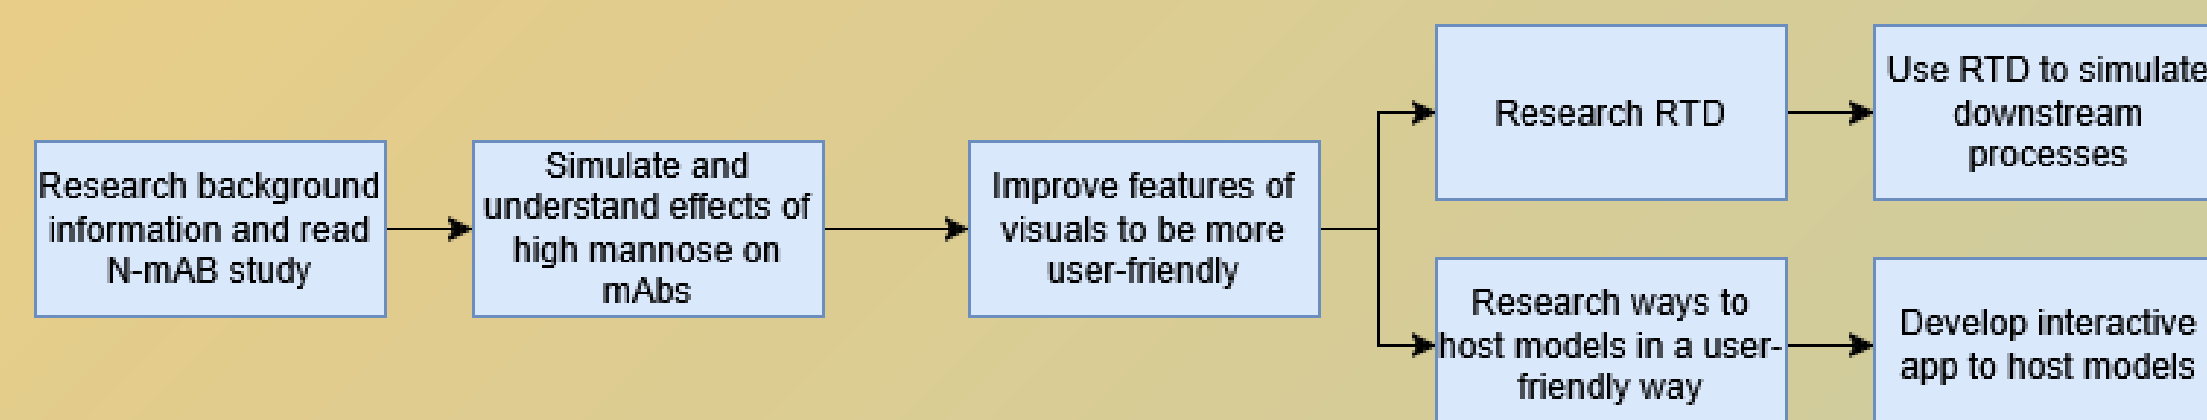 Research background
information and read
N-mAB study
Simulate and
understand effects of
high mannose on
mAbs
Improve features of
visuals to be more
user-friendly
Research RTD
Use RTD to simulate
downstream
processes
Research ways to
host models in a user-
friendly way
Develop interactive
app to host models